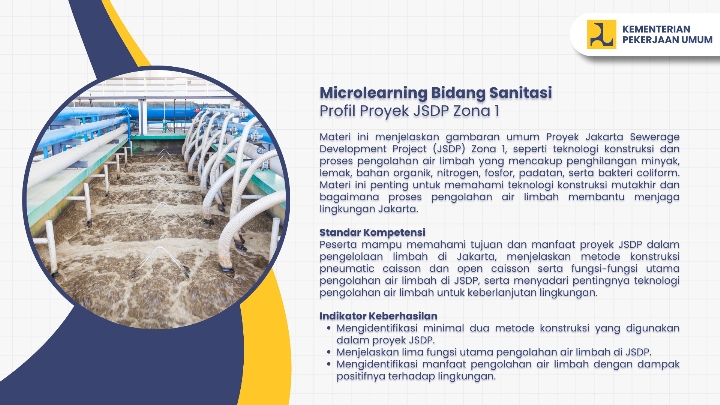 KEMENTERIAN
PEKERJAAN UMUM
Microlearning Bidang Sanitasi
Profil Proyek JSDP Zona 1
Materi ini menjelaskan gambaran umum Proyek Jakarta Sewerage
Development Project (JSDP) Zona 1, seperti teknologi konstruksi dan
proses pengolahan air limbah yang mencakup penghilangan minyak,
lemak, bahan organik, nitrogen, fosfor, padatan, serta bakteri coliform.
Materi ini penting untuk memahami teknologi konstruksi mutakhir dan
bagaimana proses pengolahan air limbah membantu menjaga
lingkungan Jakarta.
Standar Kompetensi
Peserta mampu memahami tujuan dan manfaat proyek JSDP dalam
pengelolaan limbah di Jakarta, menjelaskan metode konstruksi
pneumatic caisson dan open caisson serta fungsi-fungsi utama
pengolahan air limbah di JSDP, serta menyadari pentingnya teknologi
pengolahan air limbah untuk keberlanjutan lingkungan.
Indikator Keberhasilan
• Mengidentifikasi minimal dua metode konstruksi yang digunakan
dalam proyek JSDP.
• Menjelaskan lima fungsi utama pengolahan air limbah di JSDP.
• Mengidentifikasi manfaat pengolahan air limbah dengan dampak
positifnya terhadap lingkungan.